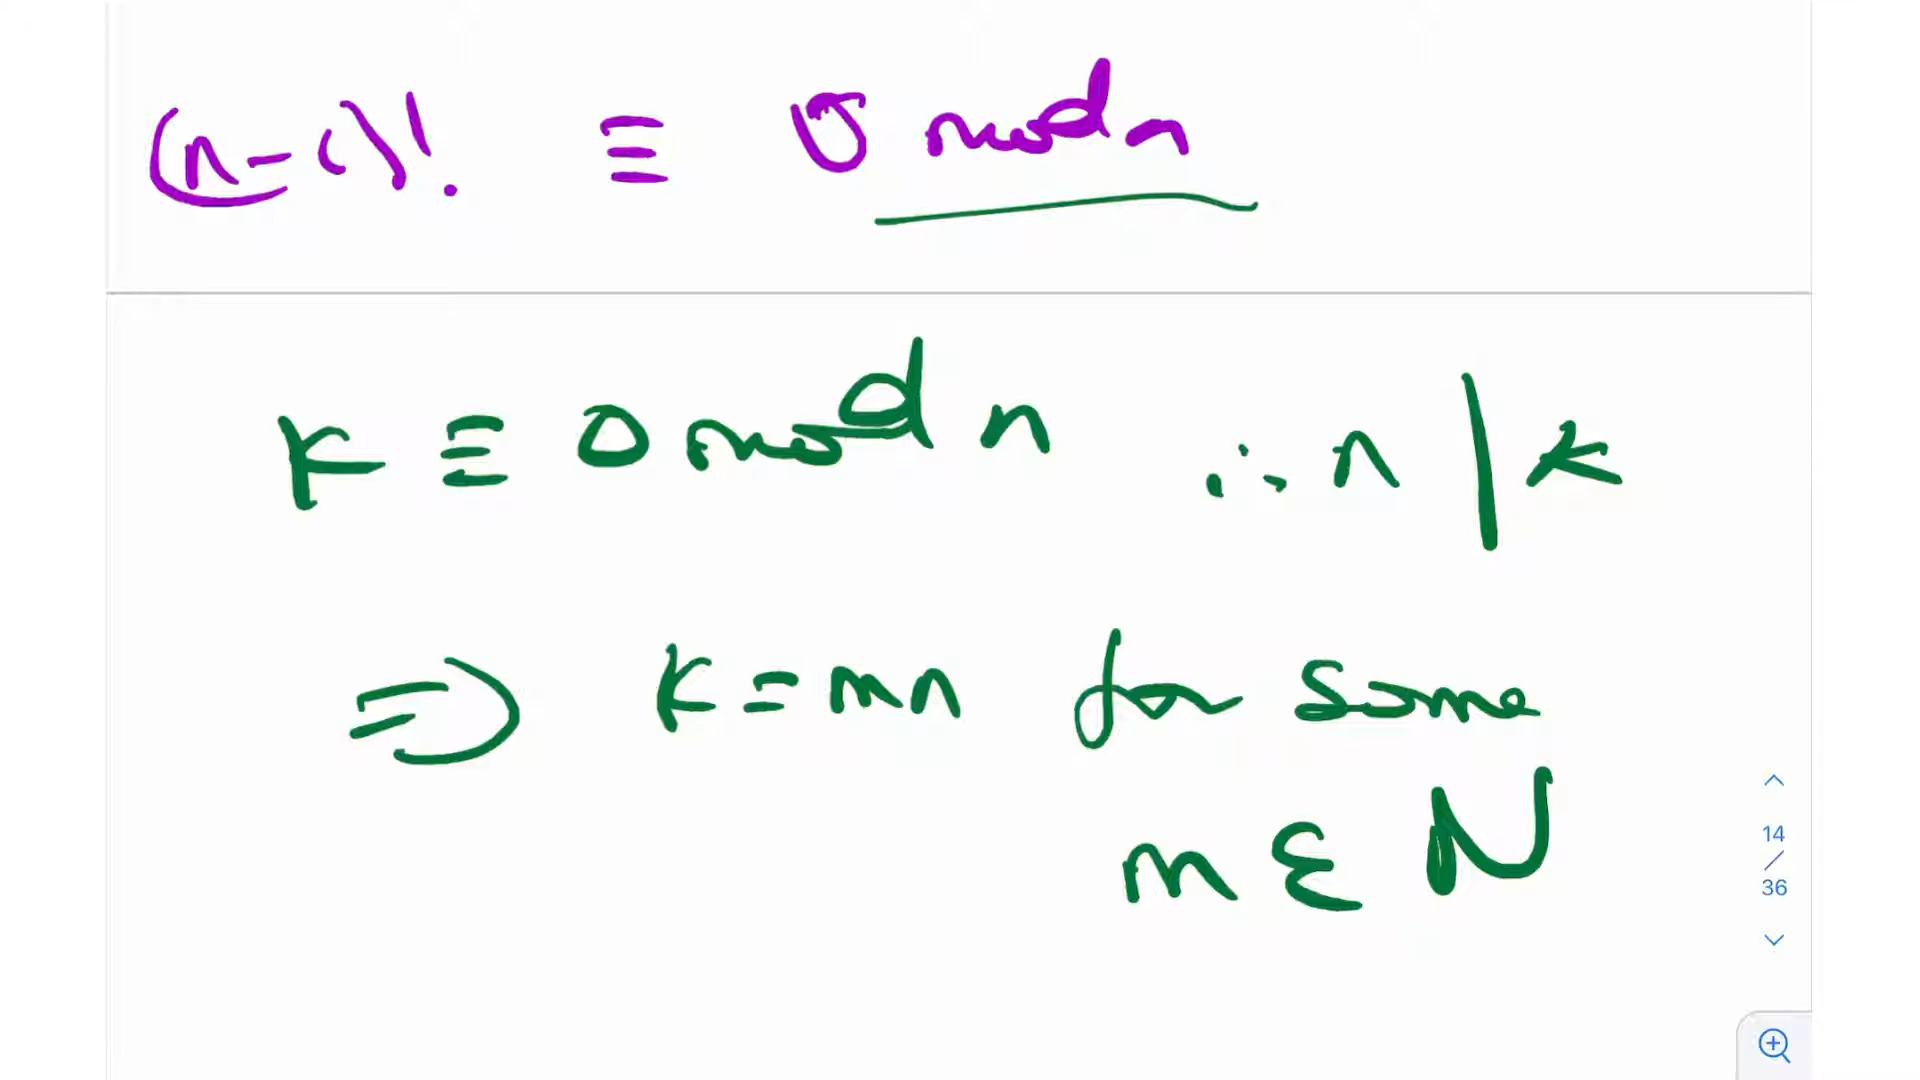 (n-1)! ≡ 0 mod n
K ≡ 0 mod n ∴ n | k
⇒ K = mn for some
m ∈ N
14
/
36